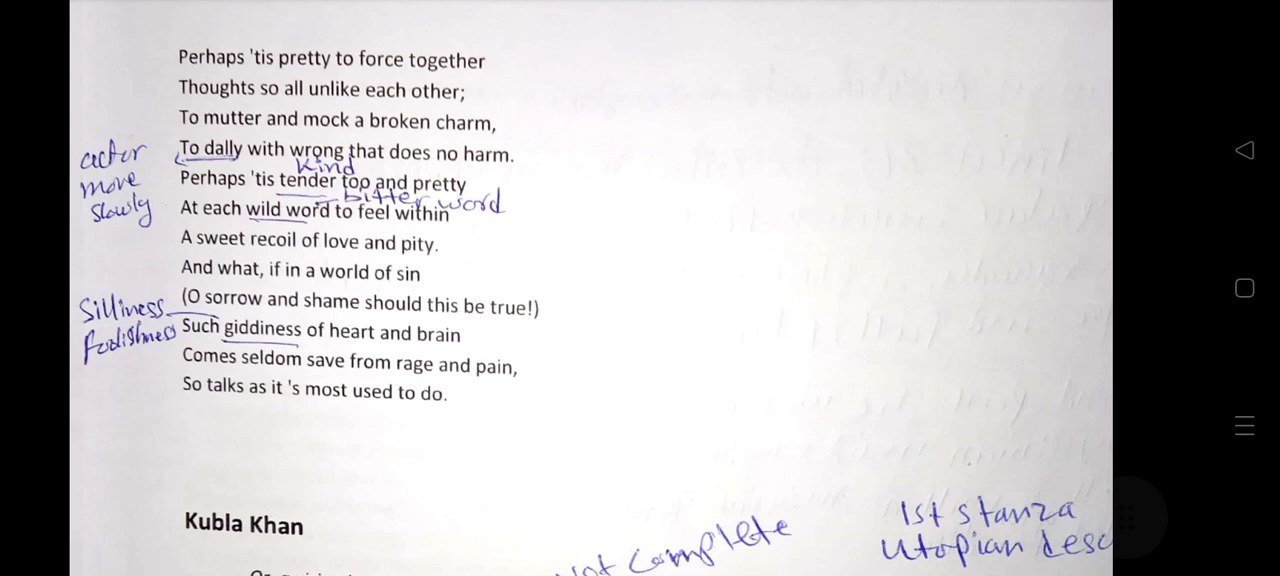 Perhaps 'tis pretty to force together
Thoughts so all unlike each other;
To mutter and mock a broken charm,
To dally with wrong that does no harm.
actor
move
slowly
kind
Perhaps 'tis tender top and pretty
bitter word
At each wild word to feel within
A sweet recoil of love and pity.
And what, if in a world of sin
(O sorrow and shame should this be true!)
Silliness
foolishness
Such giddiness of heart and brain
Comes seldom save from rage and pain,
So talks as it 's most used to do.
Kubla Khan
Not complete
1st stanza
Utopian desc